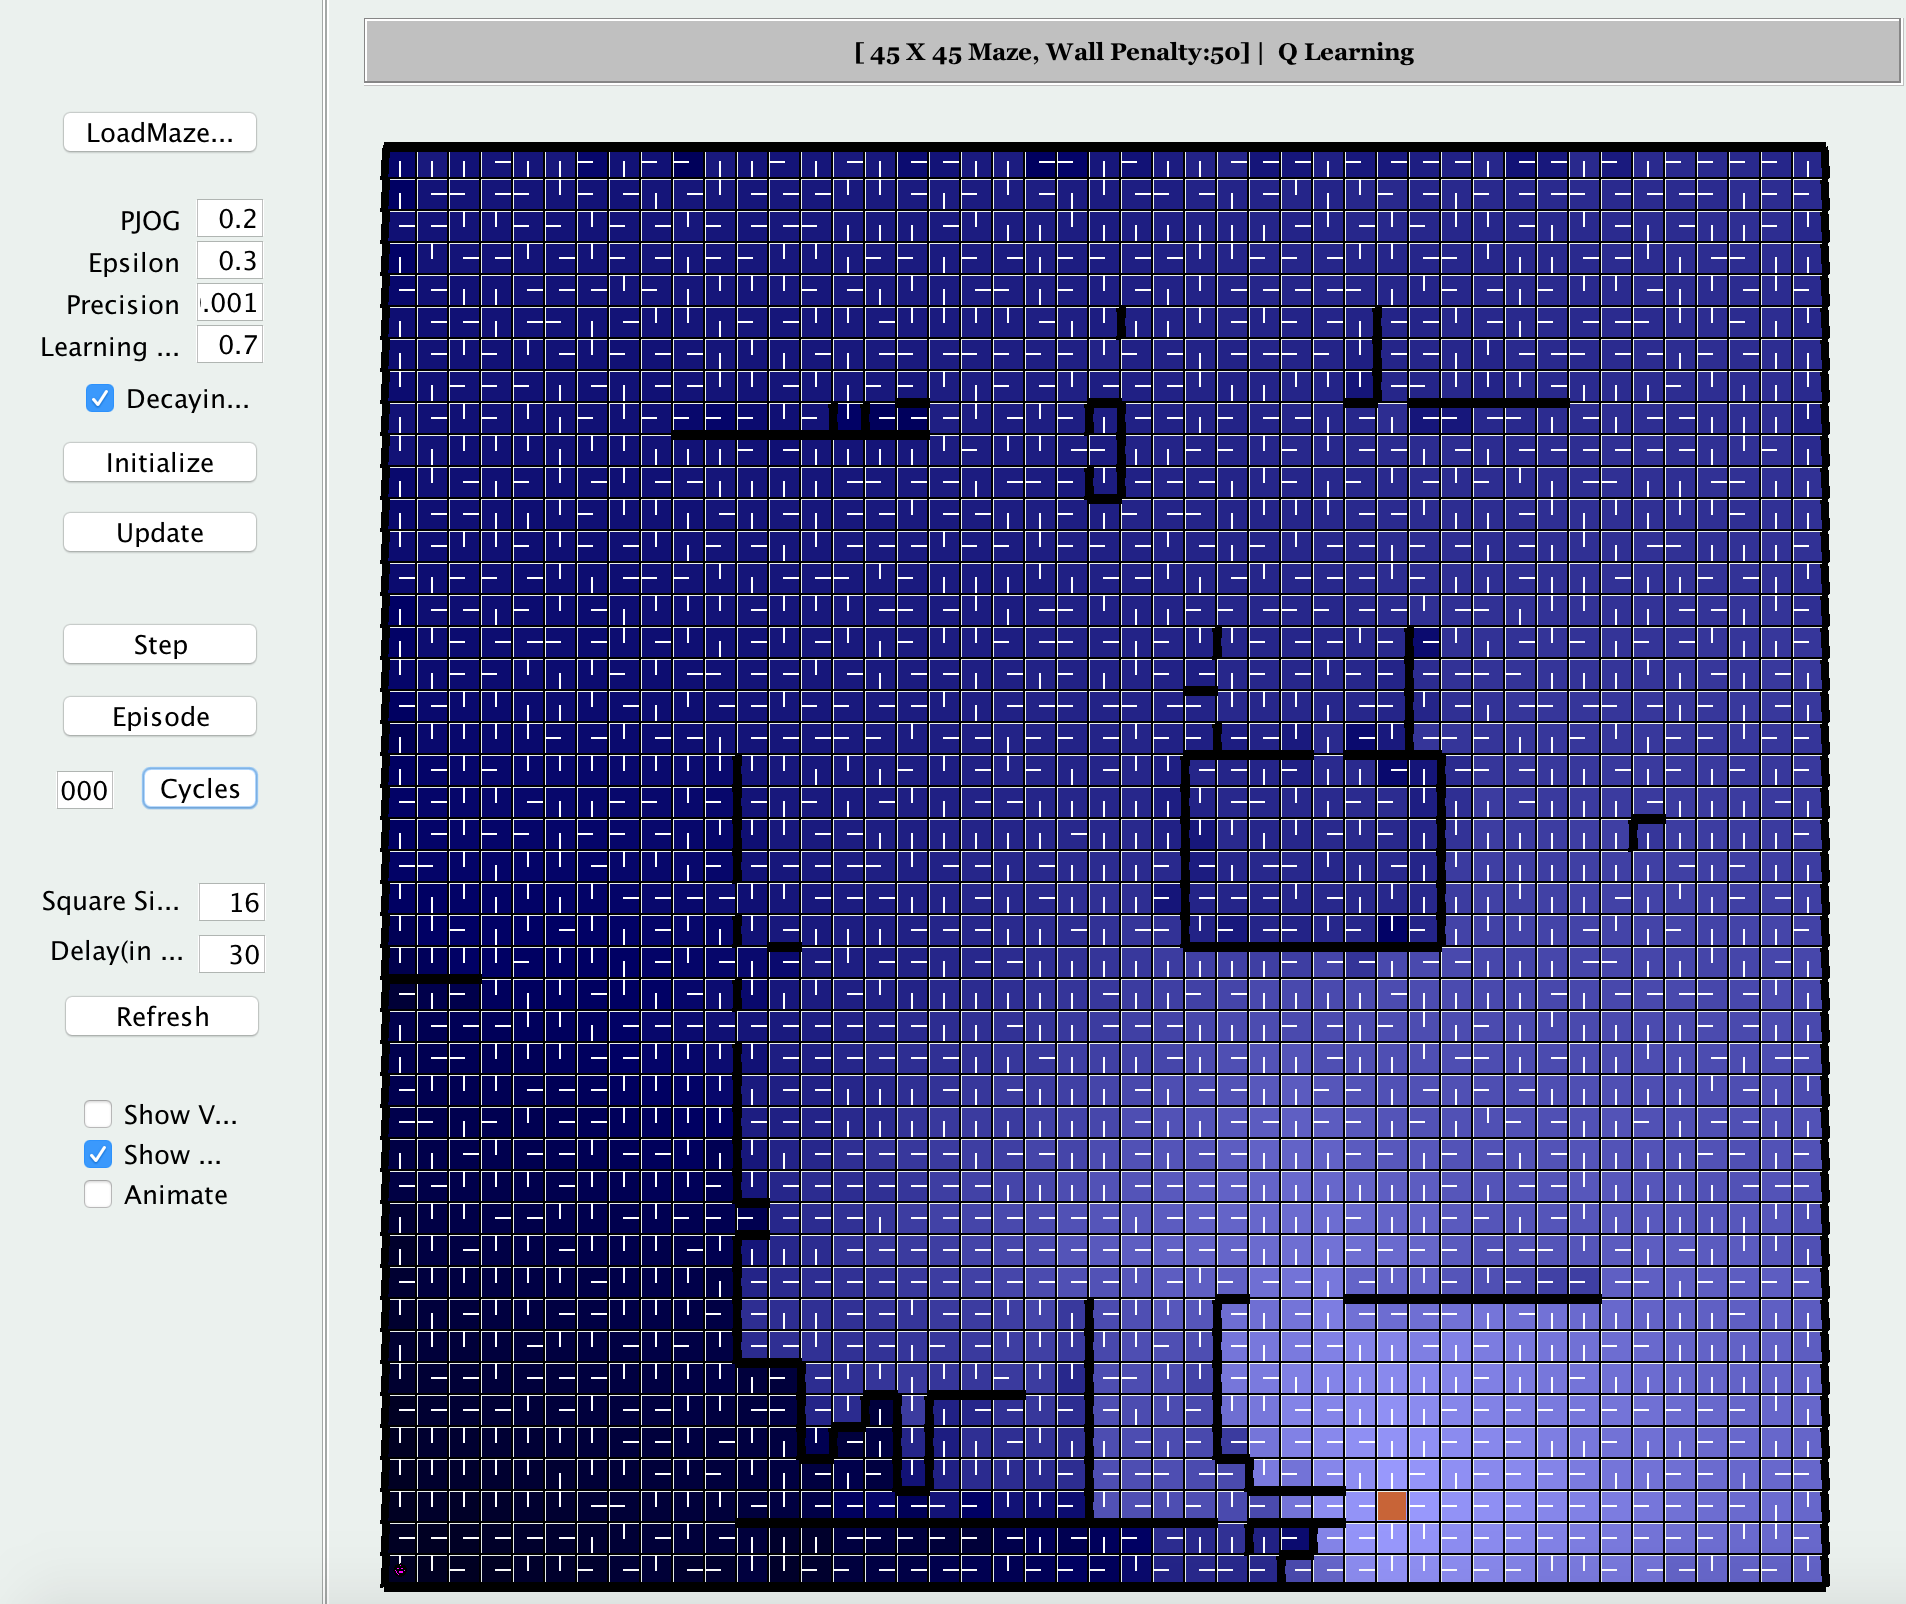 [ 45 X 45 Maze, Wall Penalty:50] | Q Learning
LoadMaze...
PJOG 0.2
Epsilon 0.3
Precision .001
Learning ... 0.7
Decayin...
Initialize
Update
Step
Episode
000 Cycles
Square Si... 16
Delay(in ... 30
Refresh
Show V...
Show ...
Animate